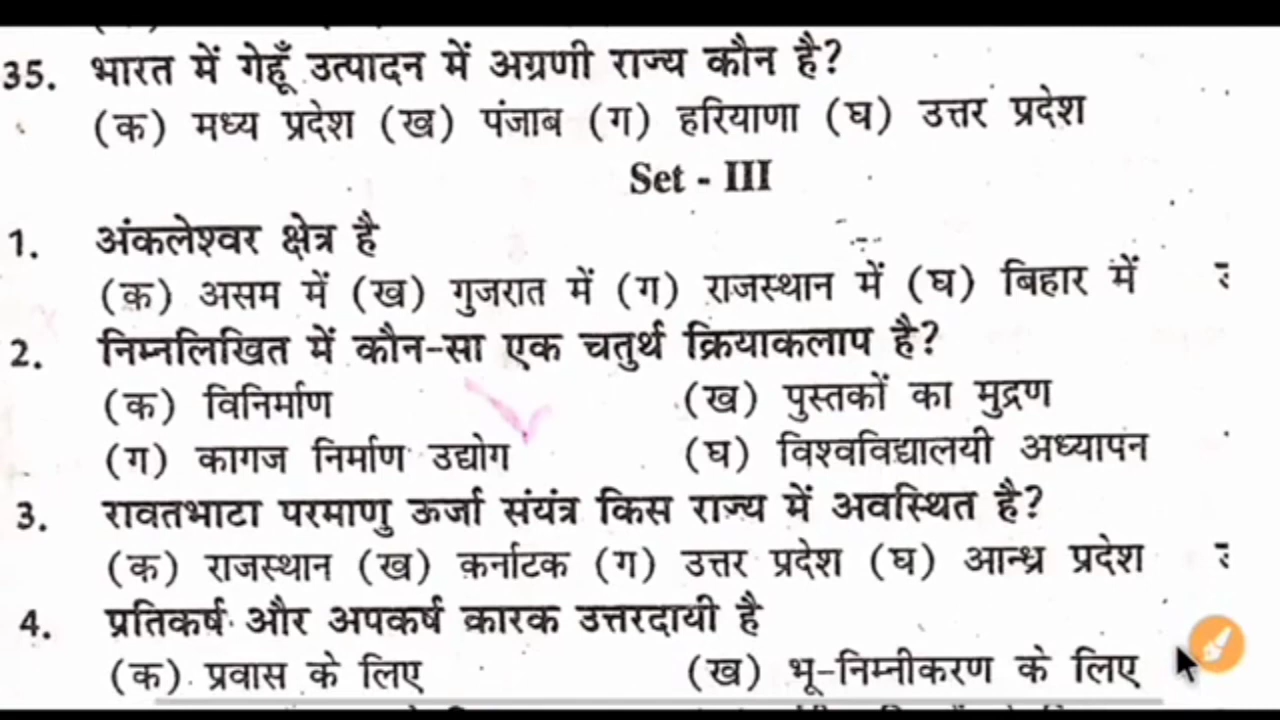 35. भारत में गेहूँ उत्पादन में अग्रणी राज्य कौन है?
(क) मध्य प्रदेश (ख) पंजाब (ग) हरियाणा (घ) उत्तर प्रदेश
Set - III
1. अंकलेश्वर क्षेत्र है
(क) असम में (ख) गुजरात में (ग) राजस्थान में (घ) बिहार में
2. निम्नलिखित में कौन-सा एक चतुर्थ क्रियाकलाप है?
(क) विनिर्माण (ख) पुस्तकों का मुद्रण
(ग) कागज निर्माण उद्योग (घ) विश्वविद्यालयी अध्यापन
3. रावतभाटा परमाणु ऊर्जा संयंत्र किस राज्य में अवस्थित है?
(क) राजस्थान (ख) कर्नाटक (ग) उत्तर प्रदेश (घ) आन्ध्र प्रदेश
4. प्रतिकर्ष और अपकर्ष कारक उत्तरदायी है
(क) प्रवास के लिए (ख) भू-निम्नीकरण के लिए